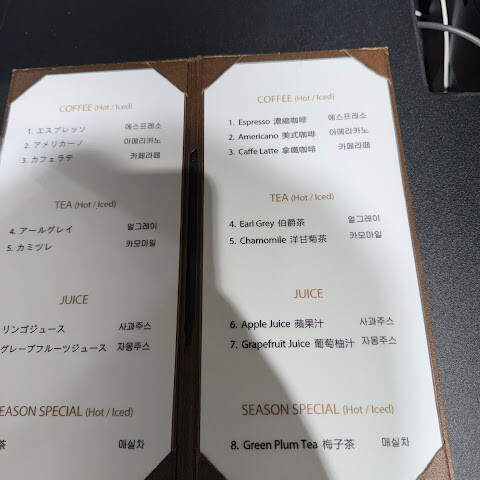 COFFEE (Hot / Iced)
1. エスプレッソ 에스프레소
2. アメリカーノ 아메리카노
3. カフェラテ 카페라떼
TEA (Hot / Iced)
4. アールグレイ 얼그레이
5. カミツレ 카모마일
JUICE
リンゴジュース 사과주스
グレープフルーツジュース 자몽주스
EASON SPECIAL (Hot / Iced)
茶 매실차
COFFEE (Hot / Iced)
1. Espresso 濃縮咖啡 에스프레소
2. Americano 美式咖啡 아메리카노
3. Caffe Latte 拿鐵咖啡 카페라떼
TEA (Hot / Iced)
4. Earl Grey 伯爵茶 얼그레이
5. Chamomile 洋甘菊茶 카모마일
JUICE
6. Apple Juice 蘋果汁 사과주스
7. Grapefruit Juice 葡萄柚汁 자몽주스
SEASON SPECIAL (Hot / Iced)
8. Green Plum Tea 梅子茶 매실차